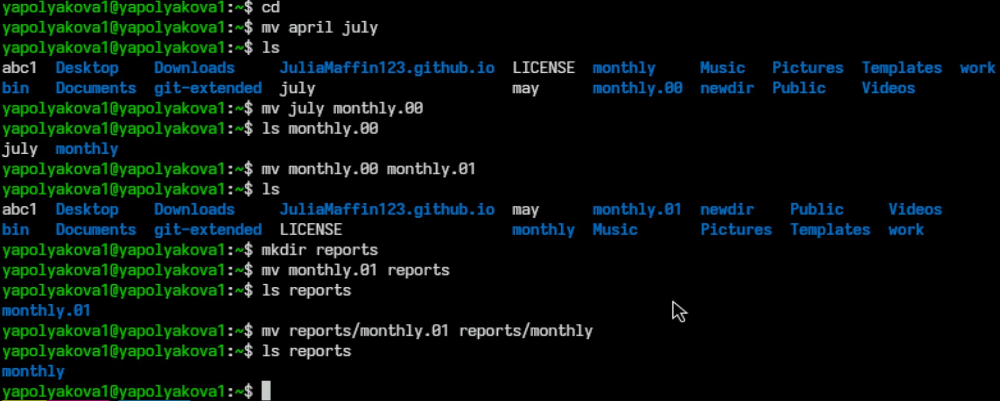 yapolyakova1@yapolyakova1:~$ cd
yapolyakova1@yapolyakova1:~$ mv april july
yapolyakova1@yapolyakova1:~$ ls
abc1  Desktop    Downloads     JuliaMaffin123.github.io  LICENSE  monthly     Music   Pictures  Templates  work
bin   Documents  git-extended  july                      may      monthly.00  newdir  Public    Videos
yapolyakova1@yapolyakova1:~$ mv july monthly.00
yapolyakova1@yapolyakova1:~$ ls monthly.00
july  monthly
yapolyakova1@yapolyakova1:~$ mv monthly.00 monthly.01
yapolyakova1@yapolyakova1:~$ ls
abc1  Desktop    Downloads     JuliaMaffin123.github.io  may      monthly.01  newdir    Public     Videos
bin   Documents  git-extended  LICENSE                   monthly  Music       Pictures  Templates  work
yapolyakova1@yapolyakova1:~$ mkdir reports
yapolyakova1@yapolyakova1:~$ mv monthly.01 reports
yapolyakova1@yapolyakova1:~$ ls reports
monthly.01
yapolyakova1@yapolyakova1:~$ mv reports/monthly.01 reports/monthly
yapolyakova1@yapolyakova1:~$ ls reports
monthly
yapolyakova1@yapolyakova1:~$